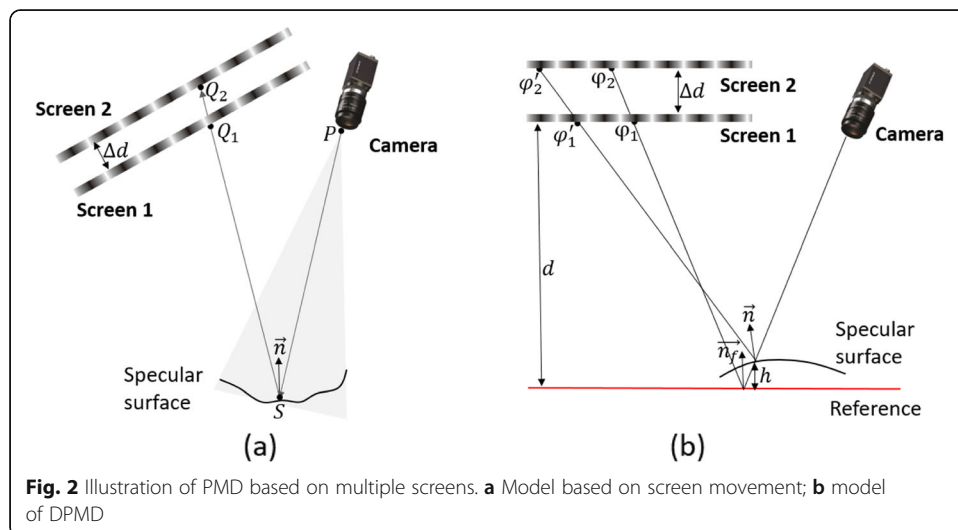 Screen 2
Q₂
Q₁
Δd
Screen 1
P
Camera
n⃗
Specular
surface
S
(a)
φ₂′
φ₂
Δd
Screen 2
φ₁′
φ₁
Screen 1
Camera
d
n⃗
n_f⃗
h
Specular
surface
Reference
(b)
Fig. 2 Illustration of PMD based on multiple screens. a Model based on screen movement; b model
of DPMD